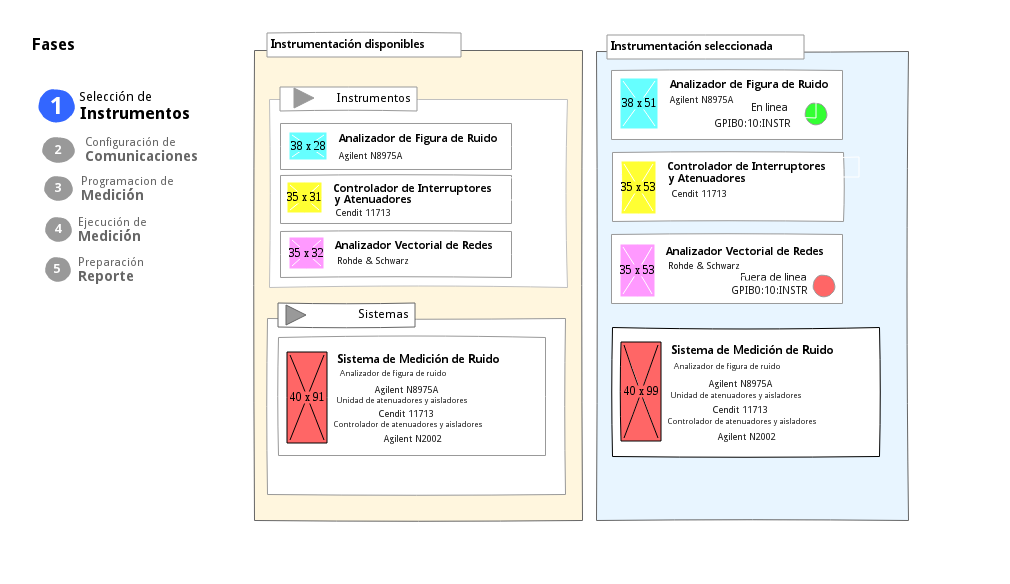 Fases
1
Selección de
Instrumentos
2
Configuración de
Comunicaciones
3
Programacion de
Medición
4
Ejecución de
Medición
5
Preparación
Reporte
Instrumentación disponibles
Instrumentos
38 x 28
Analizador de Figura de Ruido
Agilent N8975A
35 x 31
Controlador de Interruptores
y Atenuadores
Cendit 11713
35 x 32
Analizador Vectorial de Redes
Rohde & Schwarz
Sistemas
40 x 91
Sistema de Medición de Ruido
Analizador de figura de ruido
Agilent N8975A
Unidad de atenuadores y aisladores
Cendit 11713
Controlador de atenuadores y aisladores
Agilent N2002
Instrumentación seleccionada
38 x 51
Analizador de Figura de Ruido
Agilent N8975A
En linea
GPIB0:10:INSTR
35 x 53
Controlador de Interruptores
y Atenuadores
Cendit 11713
35 x 53
Analizador Vectorial de Redes
Rohde & Schwarz
Fuera de linea
GPIB0:10:INSTR
40 x 99
Sistema de Medición de Ruido
Analizador de figura de ruido
Agilent N8975A
Unidad de atenuadores y aisladores
Cendit 11713
Controlador de atenuadores y aisladores
Agilent N2002